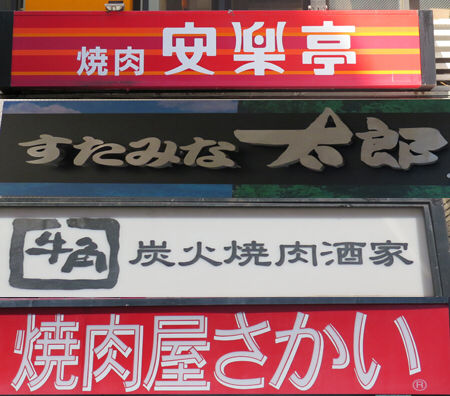 焼肉 安楽亭
すたみな太郎
牛角 炭火焼肉酒家
焼肉屋さかい®